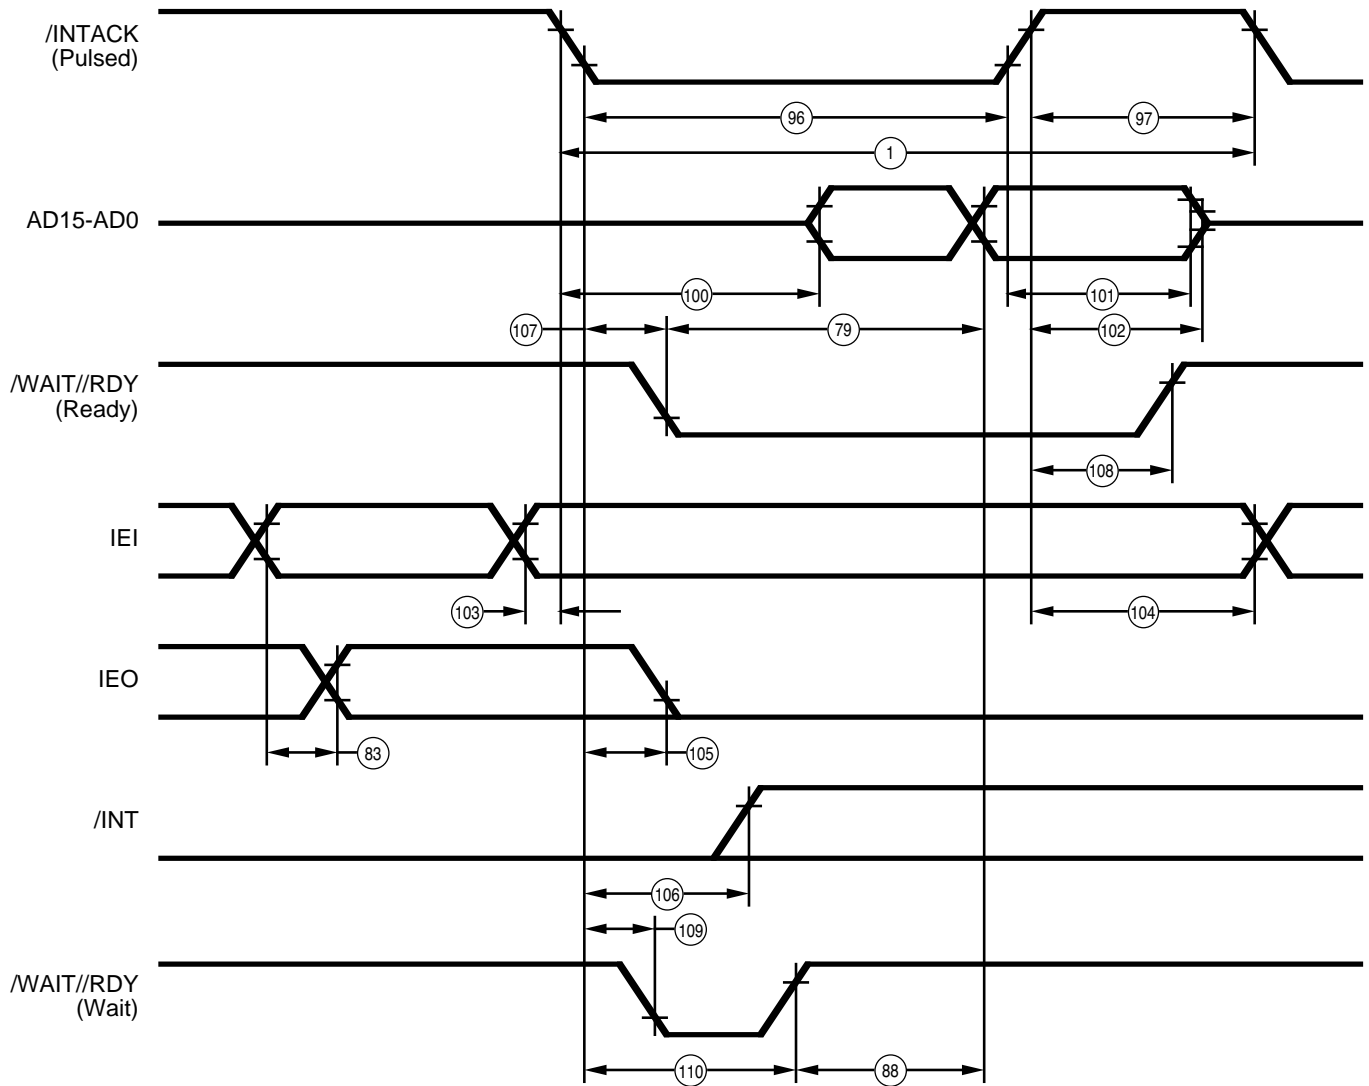 /INTACK
(Pulsed)
96
97
1
AD15-AD0
100
101
107
79
102
/WAIT//RDY
(Ready)
108
IEI
103
104
IEO
83
105
/INT
106
109
/WAIT//RDY
(Wait)
110
88